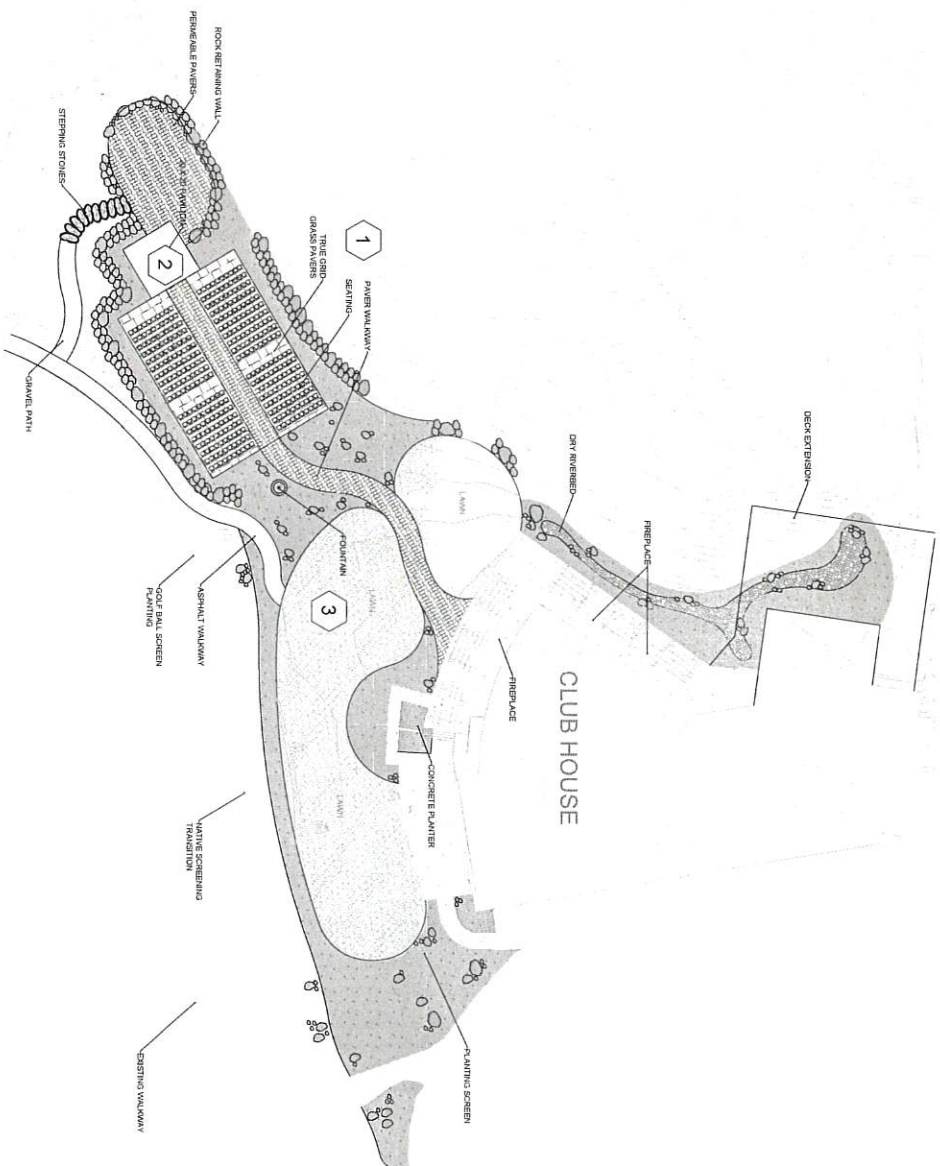 ROCK RETAINING WALL
PERMEABLE PAVERS
STEPPING STONES
GRAVEL PATH
1
TRUE GRID
GRASS PAVERS
SEATING
PAVER WALKWAY
2
DRY RIVERBED
FIREPLACE
DECK EXTENSION
LAWN
FOUNTAIN
ASPHALT WALKWAY
GOLF BALL SCREEN
PLANTING
3
LAWN
FIREPLACE
CLUB HOUSE
CONCRETE PLANTER
LAWN
NATIVE SCREENING
TRANSITION
PLANTING SCREEN
EXISTING WALKWAY